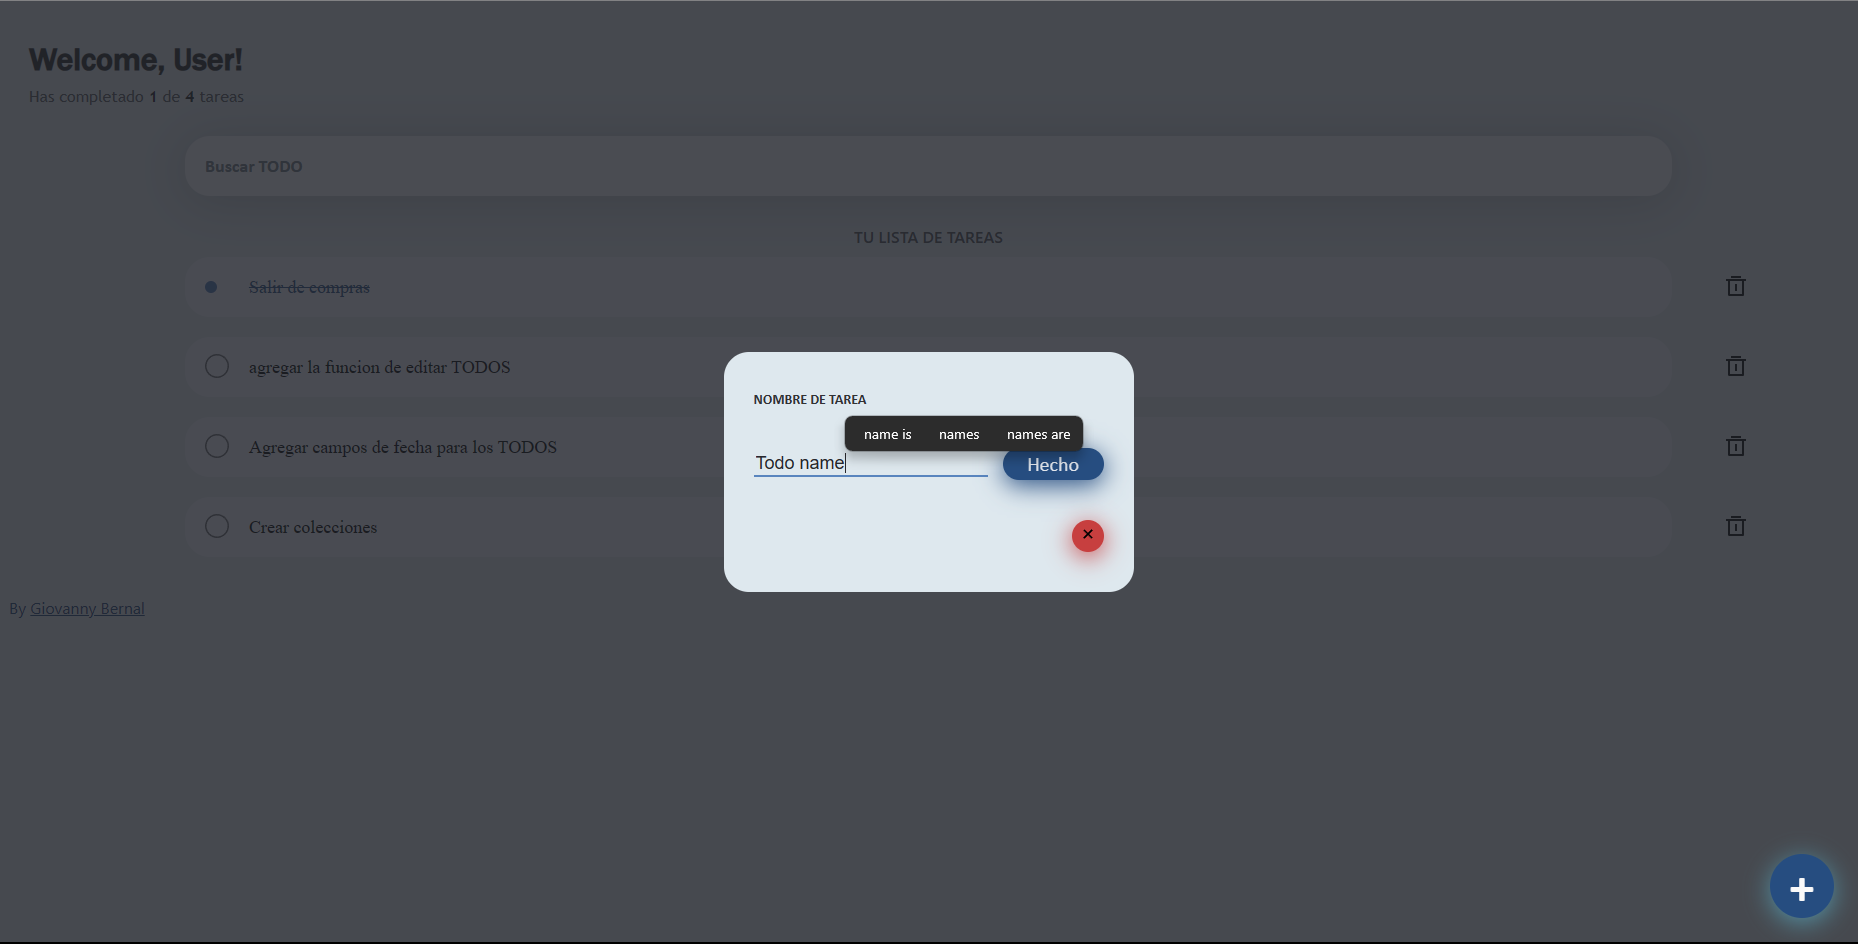 Welcome, User!
Has completado 1 de 4 tareas
Buscar TODO
TU LISTA DE TAREAS
Salir de compras
agregar la funcion de editar TODOS
Agregar campos de fecha para los TODOS
Crear colecciones
NOMBRE DE TAREA
name is names names are
Todo name
Hecho
By Giovanny Bernal